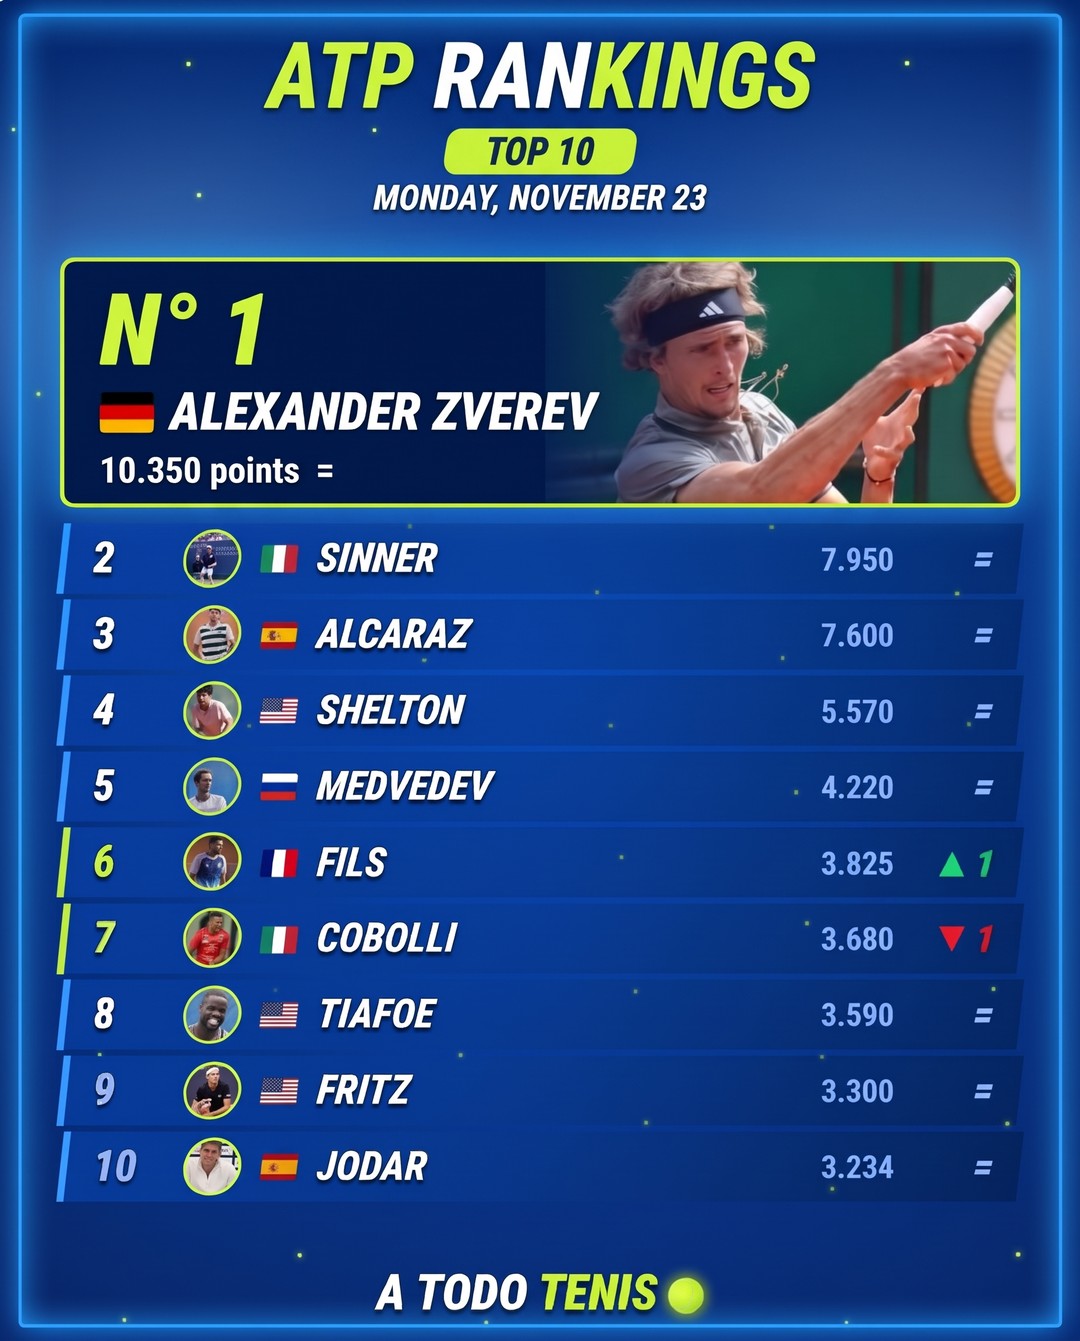 ATP RANKINGS
TOP 10
MONDAY, NOVEMBER 23
N° 1
ALEXANDER ZVEREV
10.350 points =
2 SINNER 7.950 =
3 ALCARAZ 7.600 =
4 SHELTON 5.570 =
5 MEDVEDEV 4.220 =
6 FILS 3.825 ▲ 1
7 COBOLLI 3.680 ▼ 1
8 TIAFOE 3.590 =
9 FRITZ 3.300 =
10 JODAR 3.234 =
A TODO TENIS